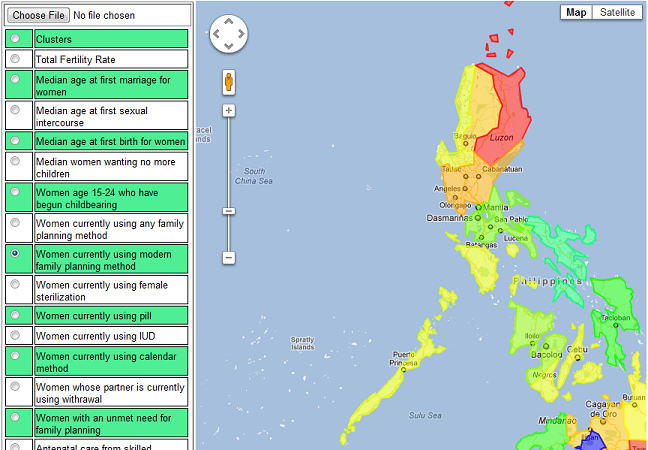 Choose File No file chosen
Clusters
Total Fertility Rate
Median age at first marriage for
women
Median age at first sexual
intercourse
Median age at first birth for women
Median women wanting no more
children
Women age 15-24 who have
begun childbearing
Women currently using any family
planning method
Women currently using modern
family planning method
Women currently using female
sterilization
Women currently using pill
Women currently using IUD
Women currently using calendar
method
Women whose partner is currently
using withdrawal
Women with an unmet need for
family planning
Antenatal care from skilled
Map Satellite
South
China Sea
Baguio
Luzon
Tarlac
Cabanatuan
Angeles
Olongapo
Manila
Dasmariñas
San Pablo
Lucena
Batangas
Philippines
Tacloban
Spratly
Islands
Iloilo
Bacolod
Cebu
Negros
Puerto
Princesa
Sulu Sea
Cagayan
de Oro
Butuan
Mindanao
Iligan